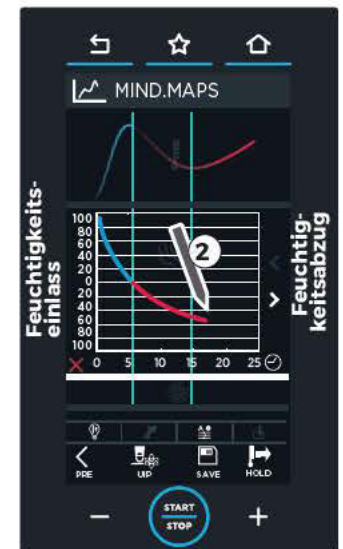 MIND.MAPS
Feuchtigkeits-
einlass
100
80
60
40
20
0
20
40
60
80
100
2
0 5 10 15 20 25
Feuchtig-
keitsabzug
PRE UP SAVE HOLD
START
STOP